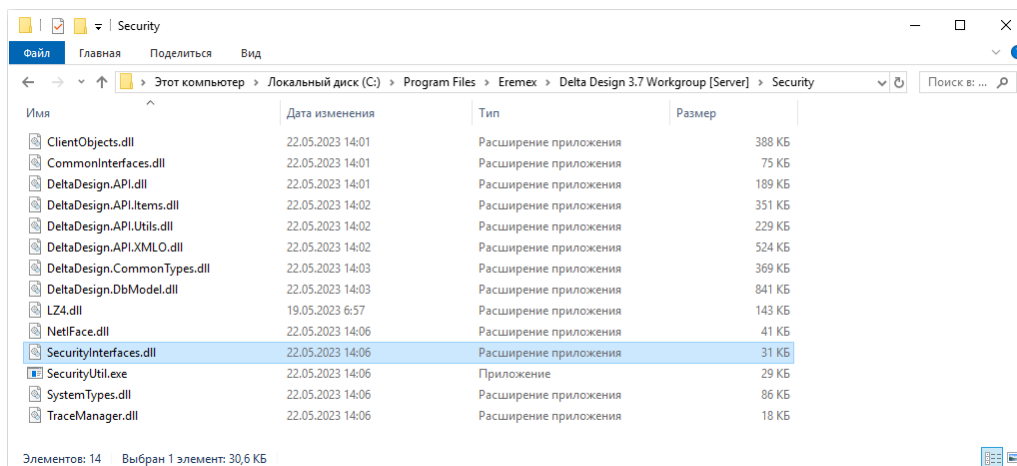 Security
Файл Главная Поделиться Вид
Этот компьютер > Локальный диск (C:) > Program Files > Eremex > Delta Design 3.7 Workgroup [Server] > Security Поиск в: ...
Имя Дата изменения Тип Размер
ClientObjects.dll 22.05.2023 14:01 Расширение приложения 388 КБ
CommonInterfaces.dll 22.05.2023 14:01 Расширение приложения 75 КБ
DeltaDesign.API.dll 22.05.2023 14:01 Расширение приложения 189 КБ
DeltaDesign.API.Items.dll 22.05.2023 14:02 Расширение приложения 351 КБ
DeltaDesign.API.Utils.dll 22.05.2023 14:02 Расширение приложения 229 КБ
DeltaDesign.API.XMLO.dll 22.05.2023 14:02 Расширение приложения 524 КБ
DeltaDesign.CommonTypes.dll 22.05.2023 14:03 Расширение приложения 369 КБ
DeltaDesign.DbModel.dll 22.05.2023 14:03 Расширение приложения 841 КБ
LZ4.dll 19.05.2023 6:57 Расширение приложения 143 КБ
NetIFace.dll 22.05.2023 14:06 Расширение приложения 41 КБ
SecurityInterfaces.dll 22.05.2023 14:06 Расширение приложения 31 КБ
SecurityUtil.exe 22.05.2023 14:06 Приложение 29 КБ
SystemTypes.dll 22.05.2023 14:06 Расширение приложения 86 КБ
TraceManager.dll 22.05.2023 14:06 Расширение приложения 18 КБ
Элементов: 14 Выбран 1 элемент: 30,6 КБ